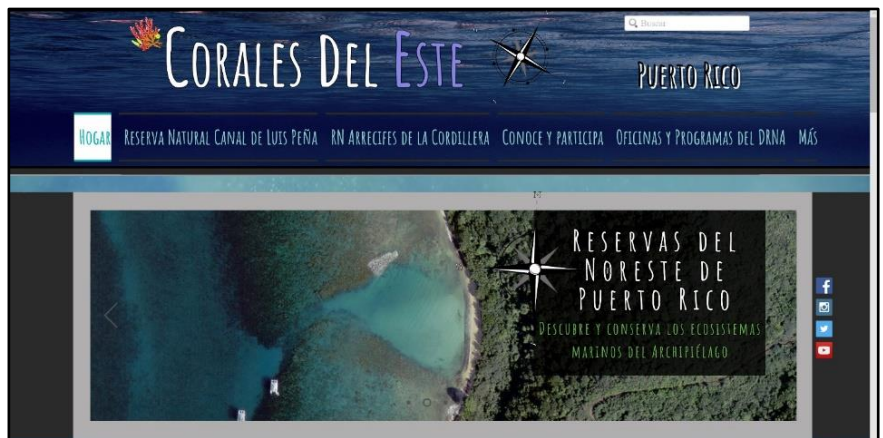 Buscar
CORALES DEL ESTE
PUERTO RICO
HOGAR RESERVA NATURAL CANAL DE LUIS PEÑA RN ARRECIFES DE LA CORDILLERA CONOCE Y PARTICIPA OFICINAS Y PROGRAMAS DEL DRNA MÁS
RESERVAS DEL
NORESTE DE
PUERTO RICO
DESCUBRE Y CONSERVA LOS ECOSISTEMAS
MARINOS DEL ARCHIPIÉLAGO